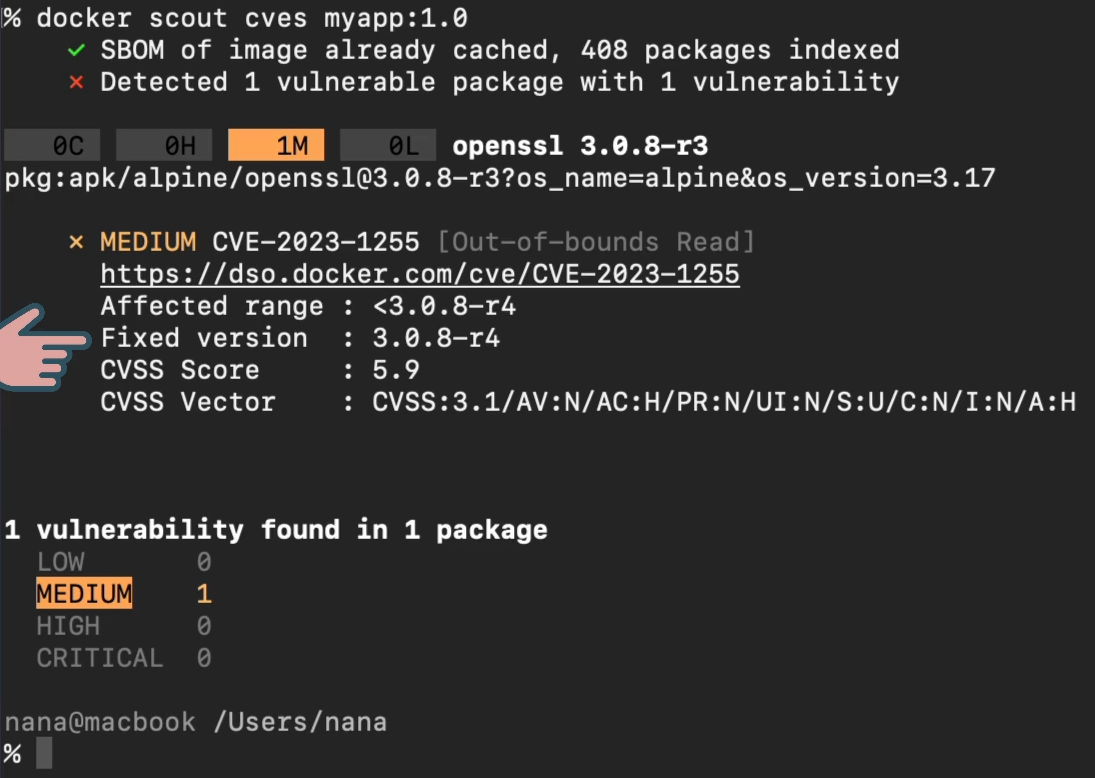 % docker scout cves myapp:1.0
✓ SBOM of image already cached, 408 packages indexed
× Detected 1 vulnerable package with 1 vulnerability
0C 0H 1M 0L openssl 3.0.8-r3
pkg:apk/alpine/openssl@3.0.8-r3?os_name=alpine&os_version=3.17
× MEDIUM CVE-2023-1255 [Out-of-bounds Read]
https://dso.docker.com/cve/CVE-2023-1255
Affected range : <3.0.8-r4
Fixed version : 3.0.8-r4
CVSS Score : 5.9
CVSS Vector : CVSS:3.1/AV:N/AC:H/PR:N/UI:N/S:U/C:N/I:N/A:H
1 vulnerability found in 1 package
LOW 0
MEDIUM 1
HIGH 0
CRITICAL 0
nana@macbook /Users/nana
%